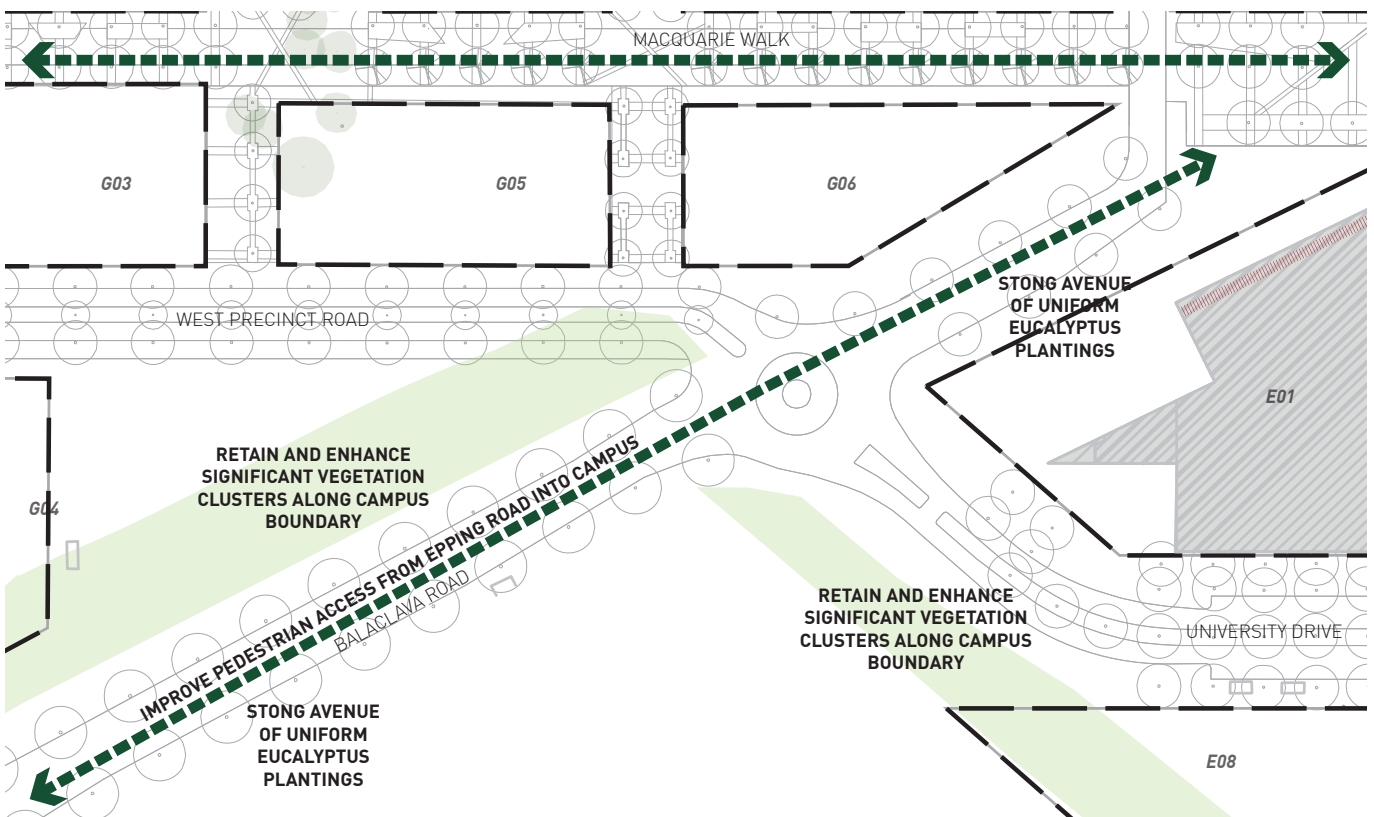 MACQUARIE WALK
G03
G05
G06
STONG AVENUE
OF UNIFORM
EUCALYPTUS
PLANTINGS
WEST PRECINCT ROAD
E01
RETAIN AND ENHANCE
SIGNIFICANT VEGETATION
CLUSTERS ALONG CAMPUS
BOUNDARY
G04
IMPROVE PEDESTRIAN ACCESS FROM EPPING ROAD INTO CAMPUS
BALACLAVA ROAD
RETAIN AND ENHANCE
SIGNIFICANT VEGETATION
CLUSTERS ALONG CAMPUS
BOUNDARY
UNIVERSITY DRIVE
STONG AVENUE
OF UNIFORM
EUCALYPTUS
PLANTINGS
E08